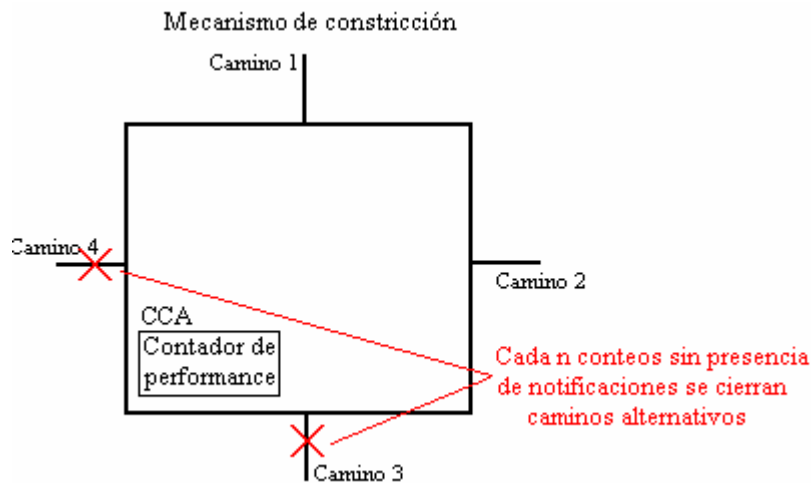 Mecanismo de constricción
Camino 1
Camino 4
Camino 2
CCA
Contador de
performance
Cada n conteos sin presencia
de notificaciones se cierran
caminos alternativos
Camino 3